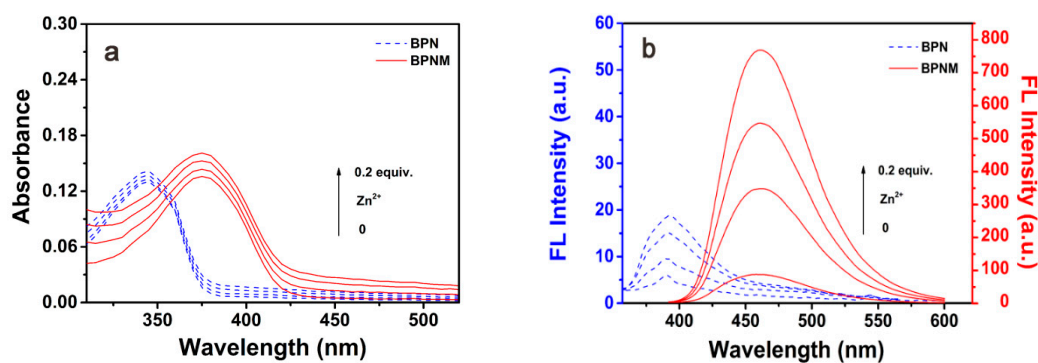 a
BPN
BPNM
0.30
0.24
0.18
0.12
0.06
0.00
Absorbance
0.2 equiv.
Zn²⁺
0
350
400
450
500
Wavelength (nm)
b
BPN
BPNM
60
50
40
30
20
10
0
FL Intensity (a.u.)
0.2 equiv.
Zn²⁺
0
800
700
600
500
400
300
200
100
0
FL Intensity (a.u.)
400
450
500
550
600
Wavelength (nm)